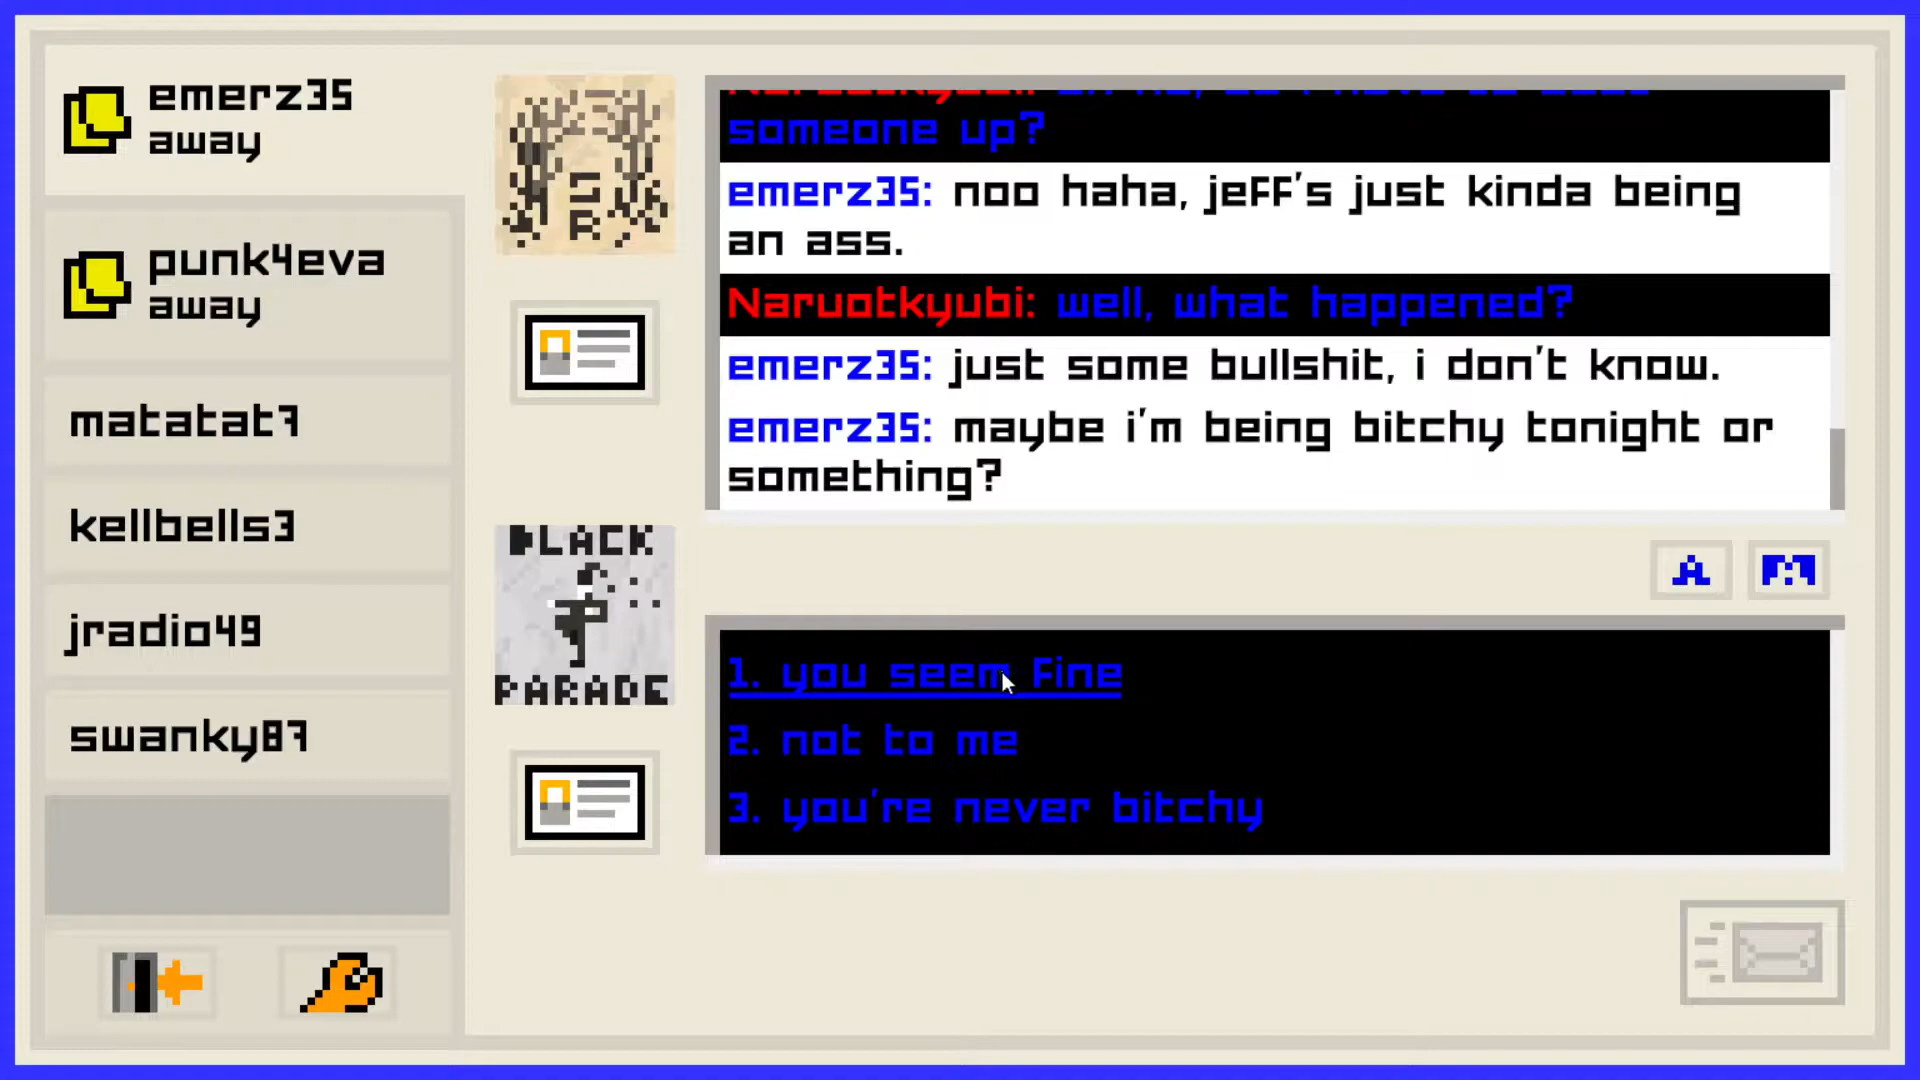 emerz35
away
punk4eva
away
matatat7
kellbells3
jradio49
swanky87
S
R
BLACK
PARADE
someone up?
emerz35: noo haha, jeff's just kinda being
an ass.
Naruotkyubi: well, what happened?
emerz35: just some bullshit, i don't know.
emerz35: maybe i'm being bitchy tonight or
something?
A
1. you seem fine
2. not to me
3. you're never bitchy